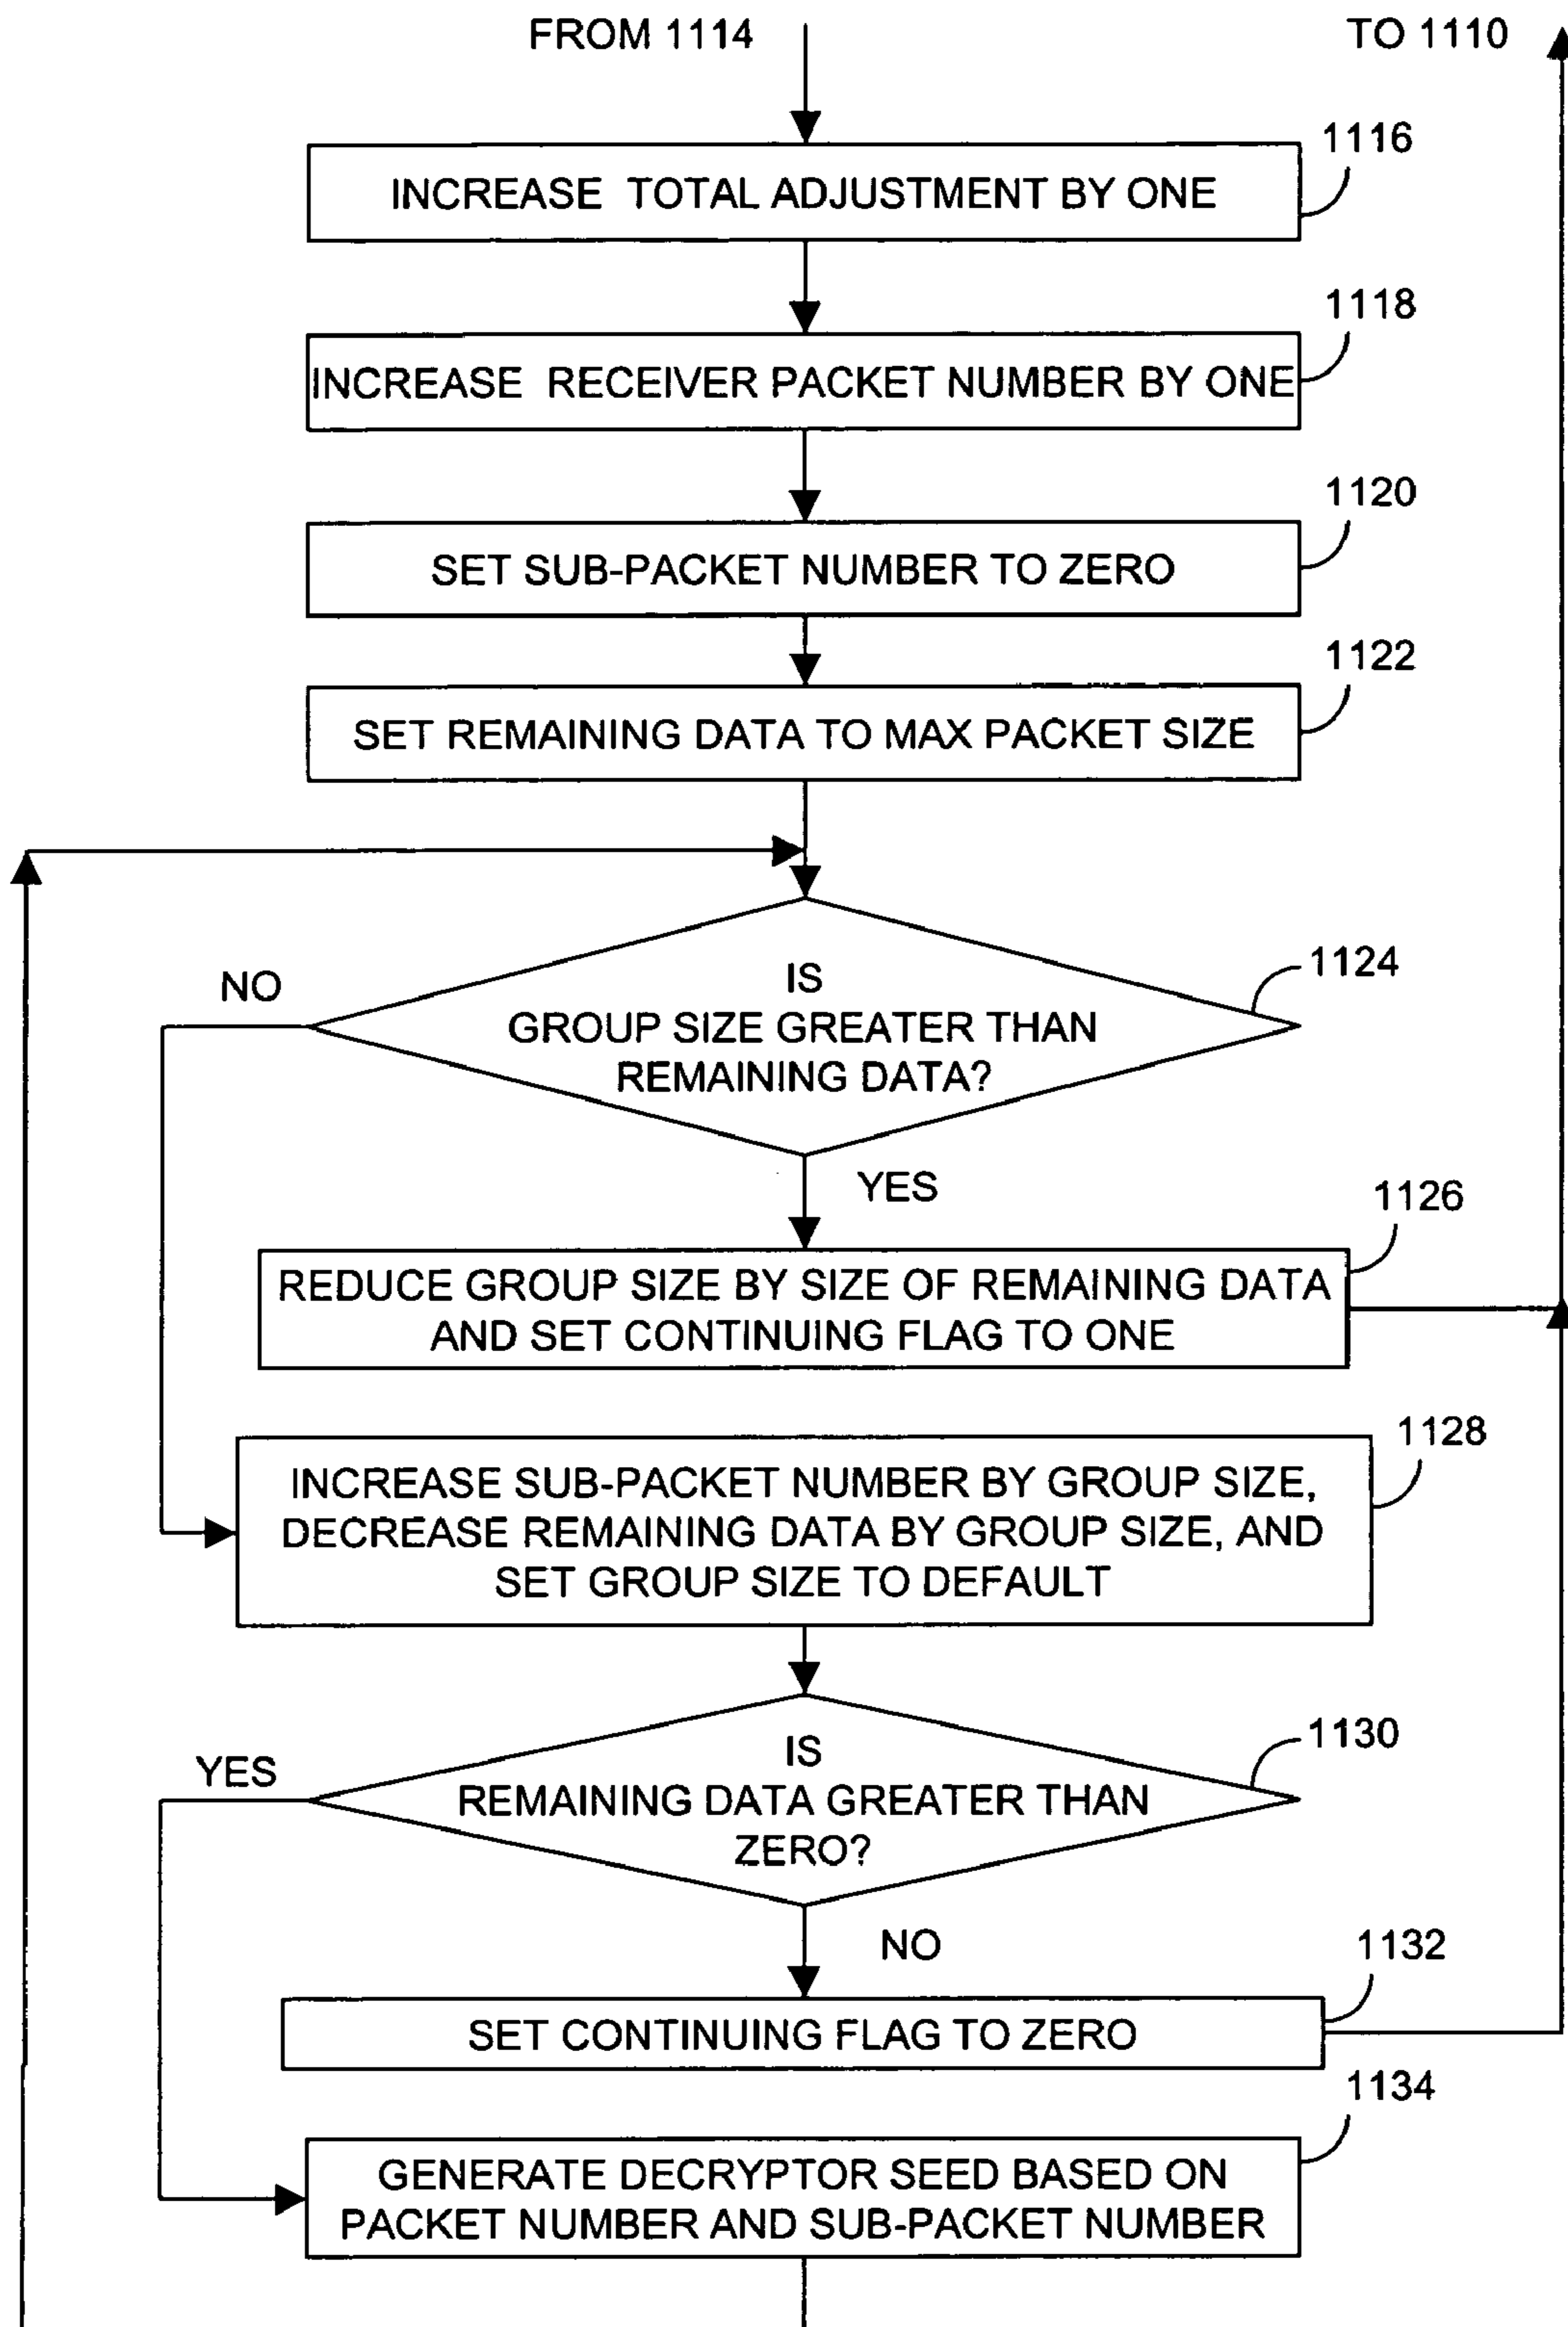 FROM 1114
TO 1110
1116
INCREASE TOTAL ADJUSTMENT BY ONE
1118
INCREASE RECEIVER PACKET NUMBER BY ONE
1120
SET SUB-PACKET NUMBER TO ZERO
1122
SET REMAINING DATA TO MAX PACKET SIZE
1124
NO
IS
GROUP SIZE GREATER THAN
REMAINING DATA?
YES
1126
REDUCE GROUP SIZE BY SIZE OF REMAINING DATA
AND SET CONTINUING FLAG TO ONE
1128
INCREASE SUB-PACKET NUMBER BY GROUP SIZE,
DECREASE REMAINING DATA BY GROUP SIZE, AND
SET GROUP SIZE TO DEFAULT
1130
YES
IS
REMAINING DATA GREATER THAN
ZERO?
NO
1132
SET CONTINUING FLAG TO ZERO
1134
GENERATE DECRYPTOR SEED BASED ON
PACKET NUMBER AND SUB-PACKET NUMBER